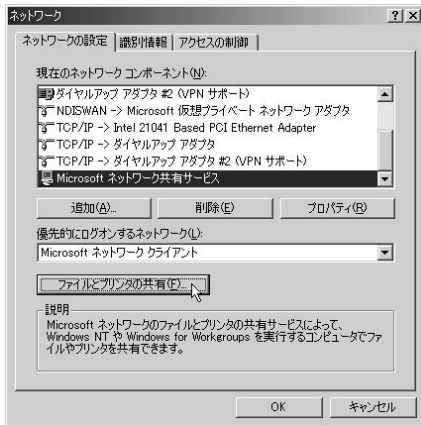 ネットワーク
ネットワークの設定 識別情報 アクセスの制御
現在のネットワーク コンポーネント(N):
ダイヤルアップ アダプタ #2 (VPN サポート)
NDISWAN -> Microsoft 仮想プライベート ネットワーク アダプタ
TCP/IP -> Intel 21041 Based PCI Ethernet Adapter
TCP/IP -> ダイヤルアップ アダプタ
TCP/IP -> ダイヤルアップ アダプタ #2 (VPN サポート)
Microsoft ネットワーク共有サービス
追加(A)... 削除(E) プロパティ(R)
優先的にログオンするネットワーク(L):
Microsoft ネットワーク クライアント
ファイルとプリンタの共有(F)...
説明
Microsoft ネットワークのファイルとプリンタの共有サービスによって、
Windows NT や Windows for Workgroups を実行するコンピュータでファ
イルやプリンタを共有できます。
OK キャンセル